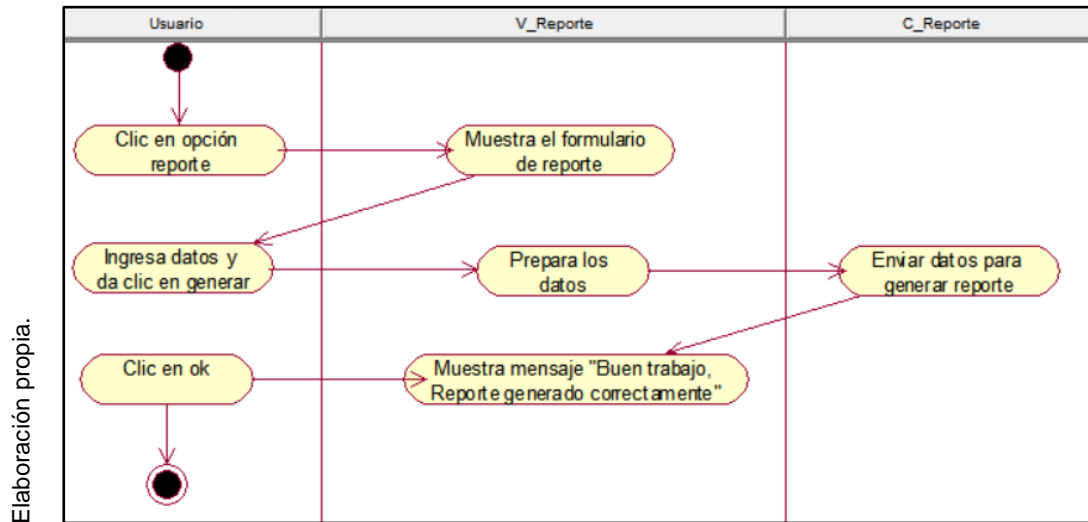 Usuario
V_Reporte
C_Reporte
Clic en opción
reporte
Muestra el formulario
de reporte
Ingresa datos y
da clic en generar
Prepara los
datos
Enviar datos para
generar reporte
Clic en ok
Muestra mensaje "Buen trabajo,
Reporte generado correctamente"
Elaboración propia.